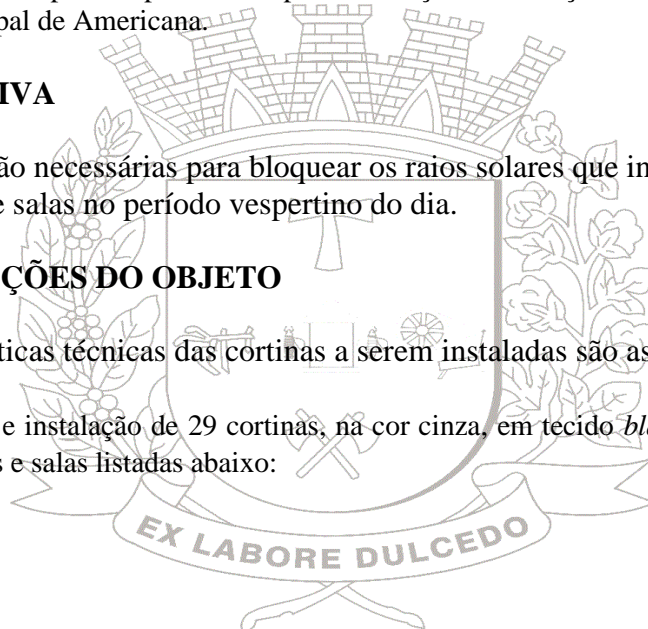 pal de Americana.
IVA
ão necessárias para bloquear os raios solares que in
e salas no período vespertino do dia.
ÇÕES DO OBJETO
ticas técnicas das cortinas a serem instaladas são as
e instalação de 29 cortinas, na cor cinza, em tecido bl
s e salas listadas abaixo:
EX LABORE DULCEDO